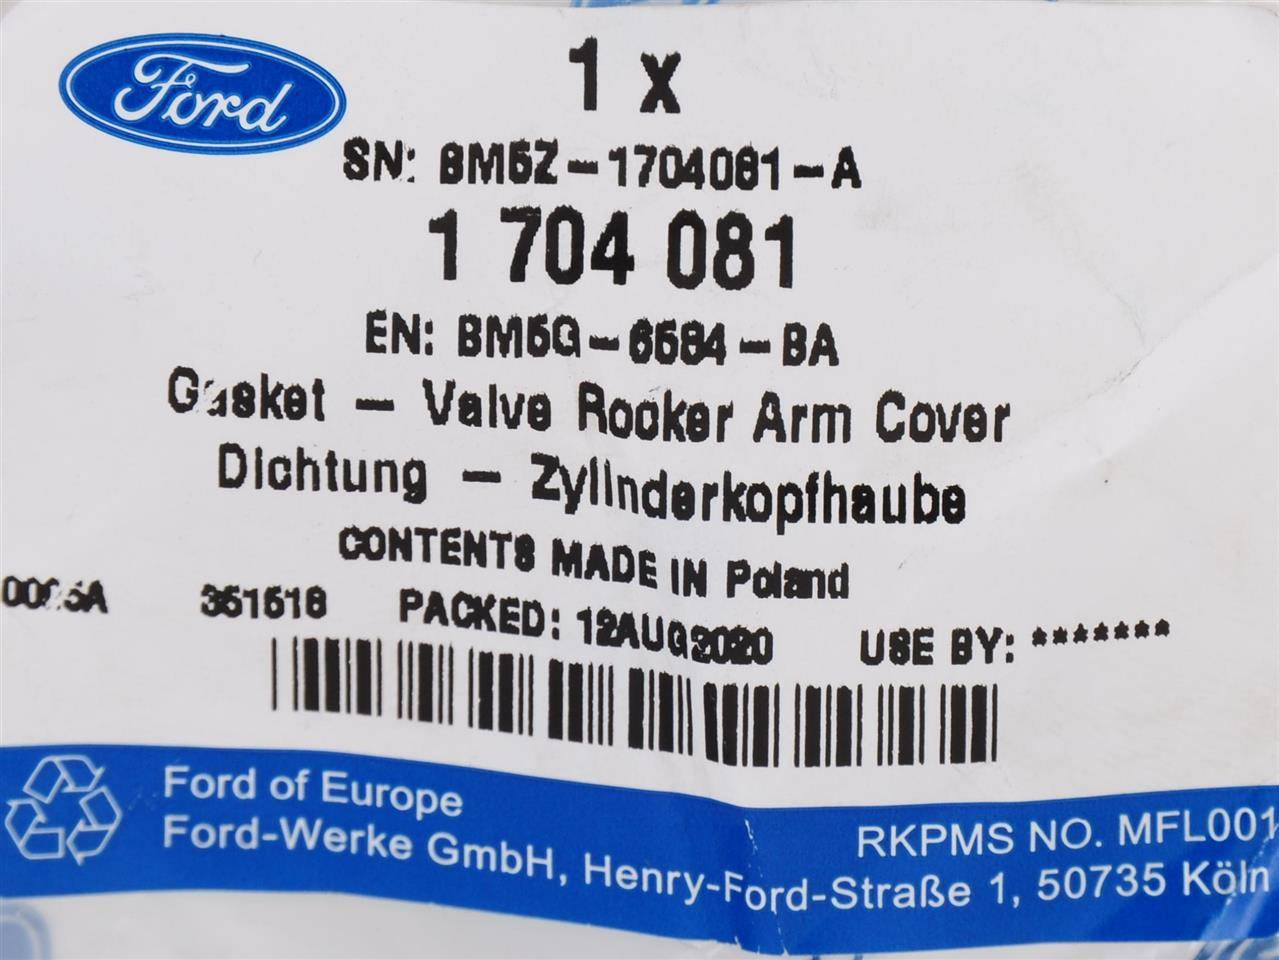 Ford
1 x
SN: BM5Z-1704081-A
1 704 081
EN: BM5G-6584-BA
Gasket - Valve Rocker Arm Cover
Dichtung - Zylinderkopfhaube
CONTENTS MADE IN Poland
351518 PACKED: 12AUG2020 USE BY: *******
Ford of Europe
Ford-Werke GmbH, Henry-Ford-Straße 1, 50735 Köln
RKPMS NO. MFL001